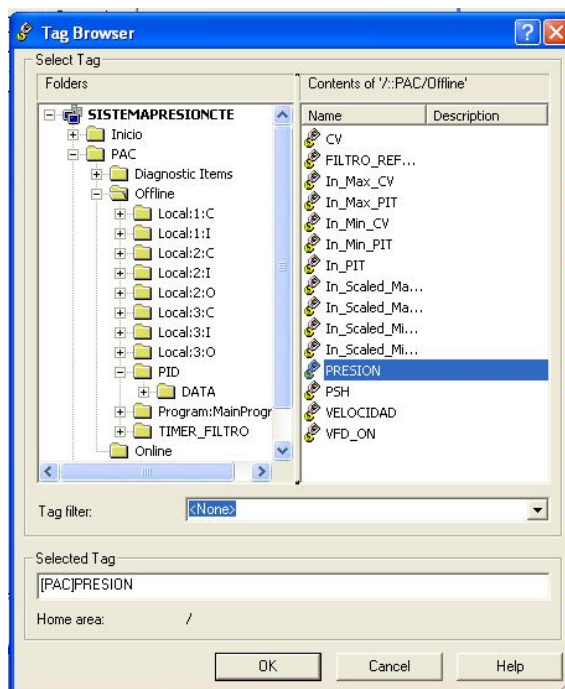 Tag Browser
Select Tag
Folders
Contents of '/::PAC/Offline'
SISTEMAPRESIONCTE
Inicio
PAC
Diagnostic Items
Offline
Local:1:C
Local:1:I
Local:2:C
Local:2:I
Local:2:O
Local:3:C
Local:3:I
Local:3:O
PID
DATA
Program:MainProgr
TIMER_FILTRO
Online
Name Description
CV
FILTRO_REF...
In_Max_CV
In_Max_PIT
In_Min_CV
In_Min_PIT
In_PIT
In_Scaled_Ma...
In_Scaled_Ma...
In_Scaled_Mi...
In_Scaled_Mi...
PRESION
PSH
VELOCIDAD
VFD_ON
Tag filter: <None>
Selected Tag
[PAC]PRESION
Home area: /
OK Cancel Help